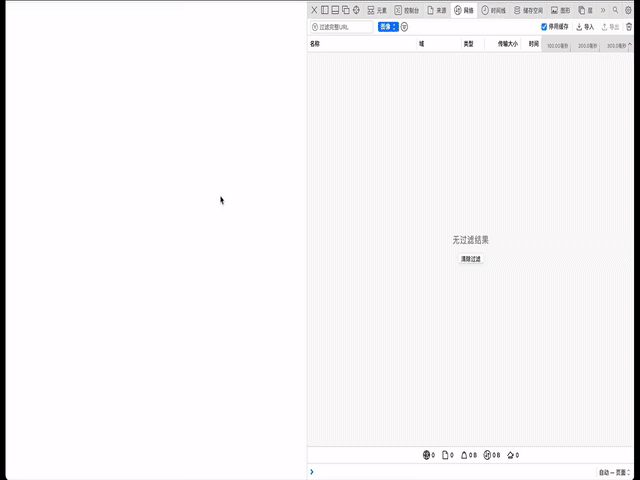 元素 控制台 来源 网络 时间线 储存空间 图形 层
过滤完整URL 图像 停用缓存 导入 导出
名称 域 类型 传输大小 时间 100.00毫秒 200.0毫秒 300.0毫秒
无过滤结果
清除过滤
0 0 0 B 0 B 0
自动 — 页面